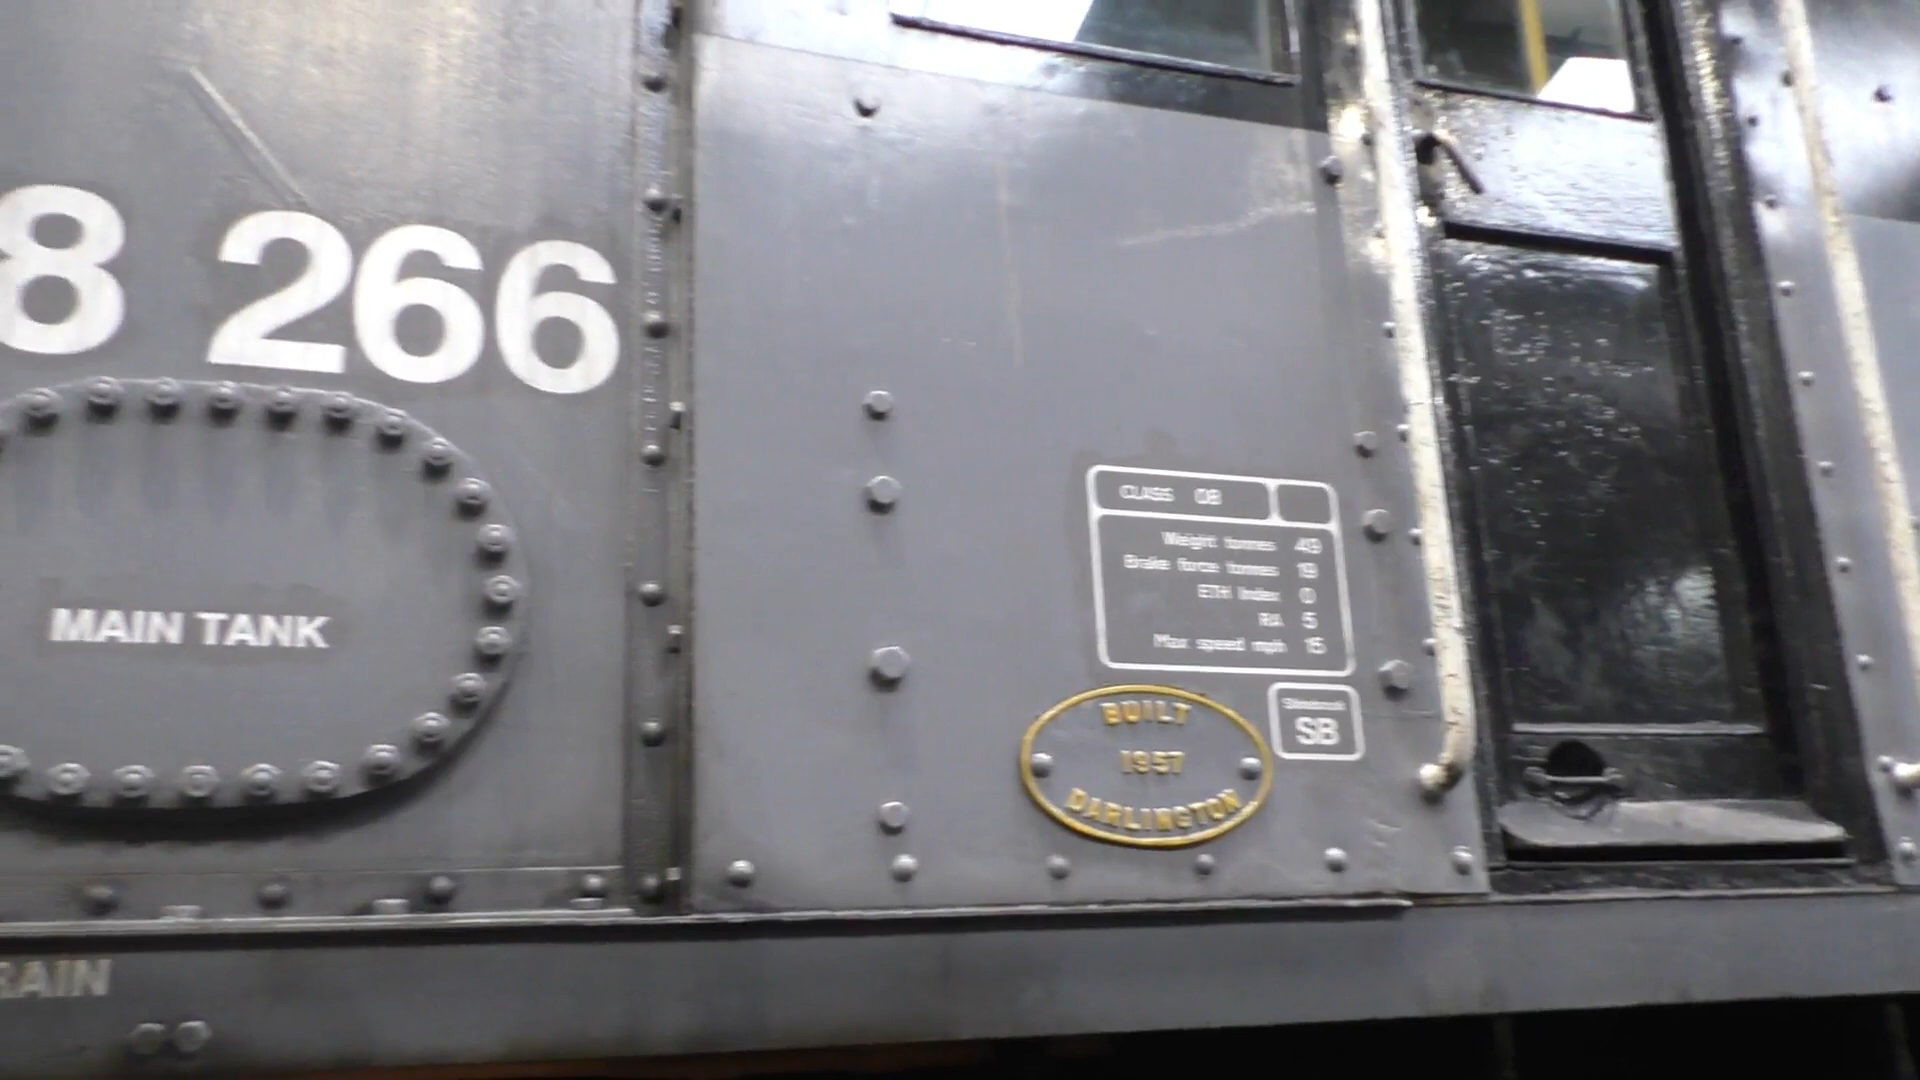 8 266
MAIN TANK
RAIN
CLASS 08
Weight tonnes 49
Brake force tonnes 19
ETH Index 0
RA 5
Max speed mph 15
BUILT
1957
DARLINGTON
SB